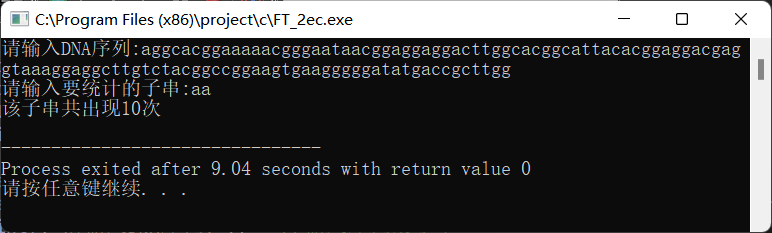 C:\Program Files (x86)\project\c\FT_2ec.exe
请输入DNA序列:aggcacggaaaaacgggaataacggaggaggacttggcacggcattacacggaggacgag
gtaaaggaggcttgtctacggccggaagtgaagggggatatgaccgcttgg
请输入要统计的子串:aa
该子串共出现10次
--------------------------------
Process exited after 9.04 seconds with return value 0
请按任意键继续. . .